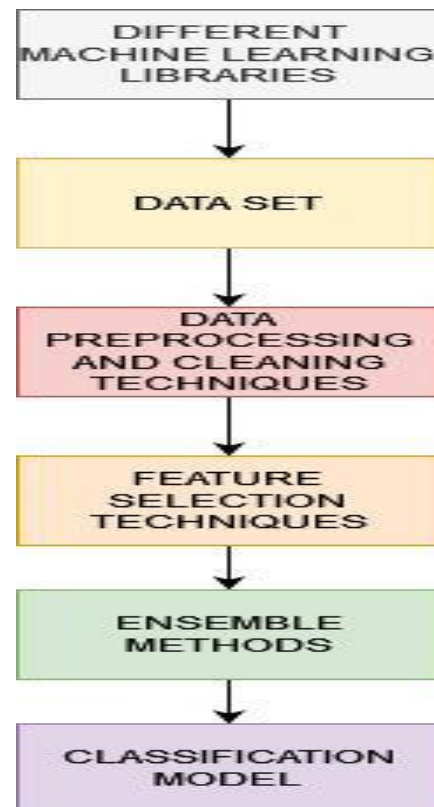 DIFFERENT
MACHINE LEARNING
LIBRARIES
DATA SET
DATA
PREPROCESSING
AND CLEANING
TECHNIQUES
FEATURE
SELECTION
TECHNIQUES
ENSEMBLE
METHODS
CLASSIFICATION
MODEL